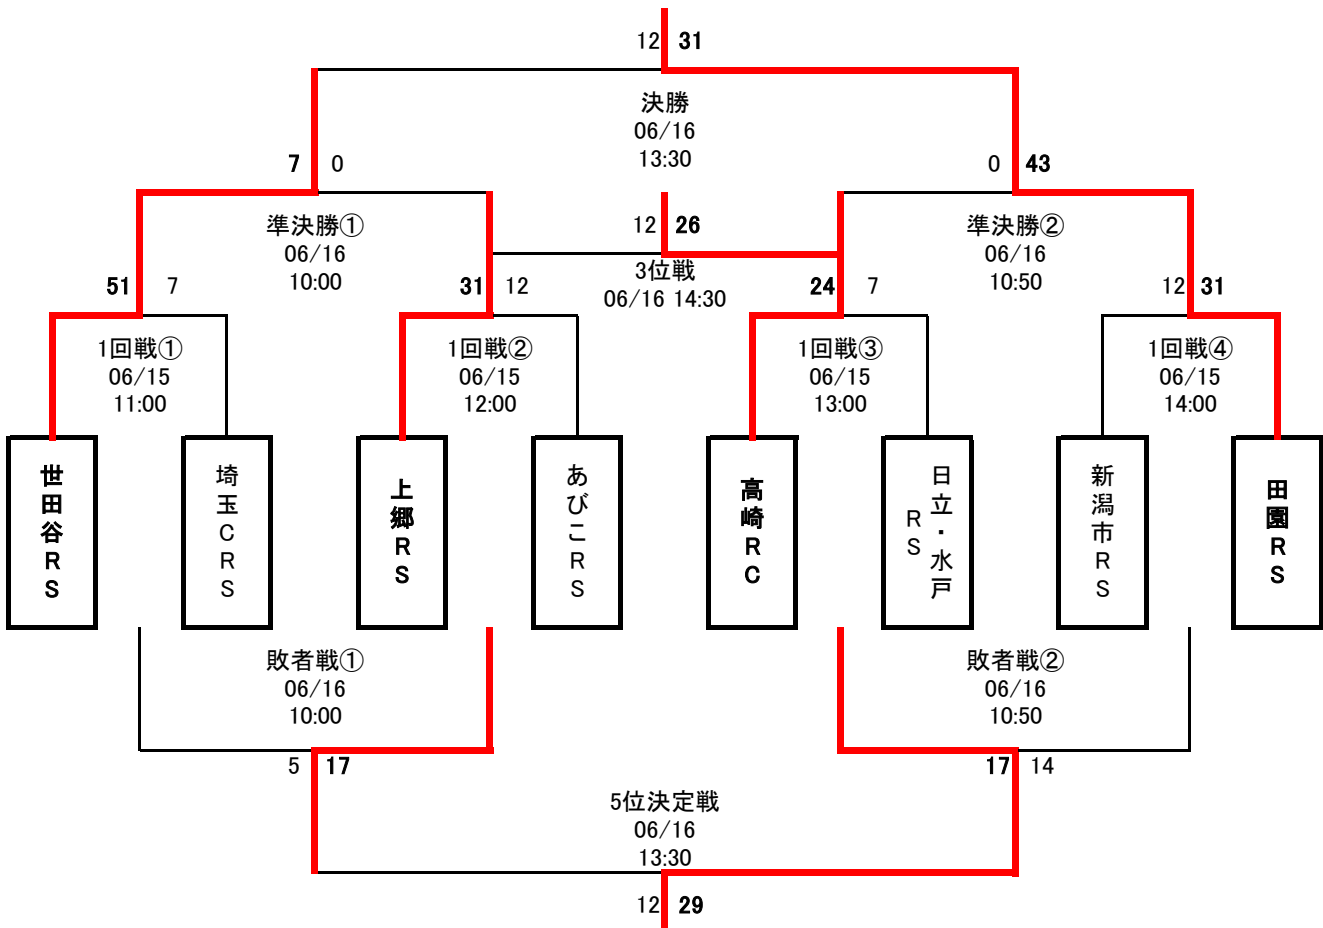 12 31
決勝
06/16
13:30
7 0
0 43
準決勝①
06/16
10:00
12 26
3位戦
06/16 14:30
準決勝②
06/16
10:50
51 7
31 12
24 7
12 31
1回戦①
06/15
11:00
1回戦②
06/15
12:00
1回戦③
06/15
13:00
1回戦④
06/15
14:00
世田谷RS
埼玉CRS
上郷RS
あびこRS
高崎RC
日立・水戸
RS
新潟市RS
田園RS
敗者戦①
06/16
10:00
敗者戦②
06/16
10:50
5 17
17 14
5位決定戦
06/16
13:30
12 29